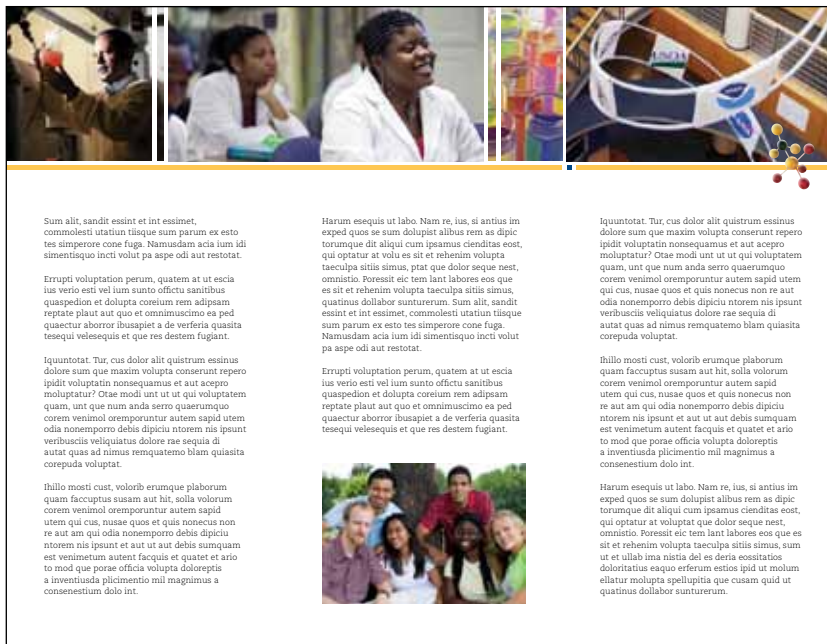 USDA
Sum alit, sandit essint et int essimet,
commolesti utatiun tiisque sum parum ex esto
tes simperore cone fuga. Namusdam acia ium idi
simentisquo incti volut pa aspe odi aut restotat.
Errupti voluptation perum, quatem at ut escia
ius verio esti vel ium sunto offictu sanitibus
quaspedion et dolupta coreium rem adipsam
reptate plaut aut quo et omnimuscimo ea ped
quaectur aborror ibusapiet a de verferia quasita
tesequi velesequis et que res destem fugiant.
Iquuntotat. Tur, cus dolor alit quistrum essinus
dolore sum que maxim volupta conserunt repero
ipidit voluptatin nonsequamus et aut acepro
moluptatur? Otae modi unt ut ut qui voluptatem
quam, unt que num anda serro quaerumquo
corem venimol oremporuntur autem sapid utem
odia nonemporro debis dipiciu ntorem nis ipsunt
veribusciis veliquiatus dolore rae sequia di
autat quas ad nimus remquatemo blam quiasita
corepuda voluptat.
Ihillo mosti cust, volorib erumque plaborum
quam faccuptus susam aut hit, solla volorum
corem venimol oremporuntur autem sapid
utem qui cus, nusae quos et quis nonecus non
re aut am qui odia nonemporro debis dipiciu
ntorem nis ipsunt et aut ut aut debis sumquam
est venimetum autent facquis et quatet et ario
to mod que porae officia volupta doloreptis
a inventiusda plicimentio mil magnimus a
consenestium dolo int.
Harum esequis ut labo. Nam re, ius, si antius im
exped quos se sum dolupist alibus rem as dipic
torumque dit aliqui cum ipsamus cienditas eost,
qui optatur at volu es sit et rehenim volupta
taeculpa sitiis simus, ptat que dolor seque nest,
omnistio. Poressit eic tem lant labores eos que
es sit et rehenim volupta taeculpa sitiis simus,
quatinus dollabor sunturerum. Sum alit, sandit
essint et int essimet, commolesti utatiun tiisque
sum parum ex esto tes simperore cone fuga.
Namusdam acia ium idi simentisquo incti volut
pa aspe odi aut restotat.
Errupti voluptation perum, quatem at ut escia
ius verio esti vel ium sunto offictu sanitibus
quaspedion et dolupta coreium rem adipsam
reptate plaut aut quo et omnimuscimo ea ped
quaectur aborror ibusapiet a de verferia quasita
tesequi velesequis et que res destem fugiant.
Iquuntotat. Tur, cus dolor alit quistrum essinus
dolore sum que maxim volupta conserunt repero
ipidit voluptatin nonsequamus et aut acepro
moluptatur? Otae modi unt ut ut qui voluptatem
quam, unt que num anda serro quaerumquo
corem venimol oremporuntur autem sapid utem
qui cus, nusae quos et quis nonecus non re aut
odia nonemporro debis dipiciu ntorem nis ipsunt
veribusciis veliquiatus dolore rae sequia di
autat quas ad nimus remquatemo blam quiasita
corepuda voluptat.
Ihillo mosti cust, volorib erumque plaborum
quam faccuptus susam aut hit, solla volorum
corem venimol oremporuntur autem sapid
utem qui cus, nusae quos et quis nonecus non
re aut am qui odia nonemporro debis dipiciu
ntorem nis ipsunt et aut ut aut debis sumquam
est venimetum autent facquis et quatet et ario
to mod que porae officia volupta doloreptis
a inventiusda plicimentio mil magnimus a
consenestium dolo int.
Harum esequis ut labo. Nam re, ius, si antius im
exped quos se sum dolupist alibus rem as dipic
torumque dit aliqui cum ipsamus cienditas eost,
qui optatur at voluptat que dolor seque nest,
omnistio. Poressit eic tem lant labores eos que es
sit et rehenim volupta taeculpa sitiis simus, sum
ut et ullab ima nistia del es deria eossitatios
doloritatius eaquo erferum estios ipid ut molum
ellatur molupta spellupitia que cusam quid ut
quatinus dollabor sunturerum.